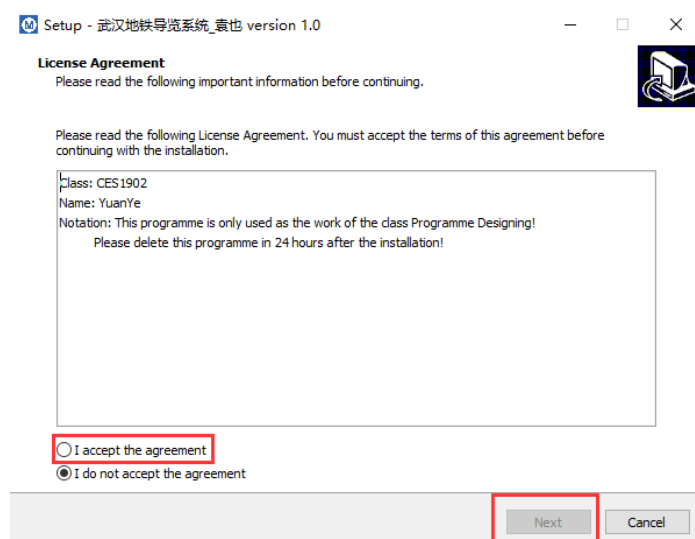 Setup - 武汉地铁导览系统_袁也 version 1.0
License Agreement
Please read the following important information before continuing.
Please read the following License Agreement. You must accept the terms of this agreement before
continuing with the installation.
Class: CES1902
Name: YuanYe
Notation: This programme is only used as the work of the class Programme Designing!
Please delete this programme in 24 hours after the installation!
I accept the agreement
I do not accept the agreement
Next
Cancel